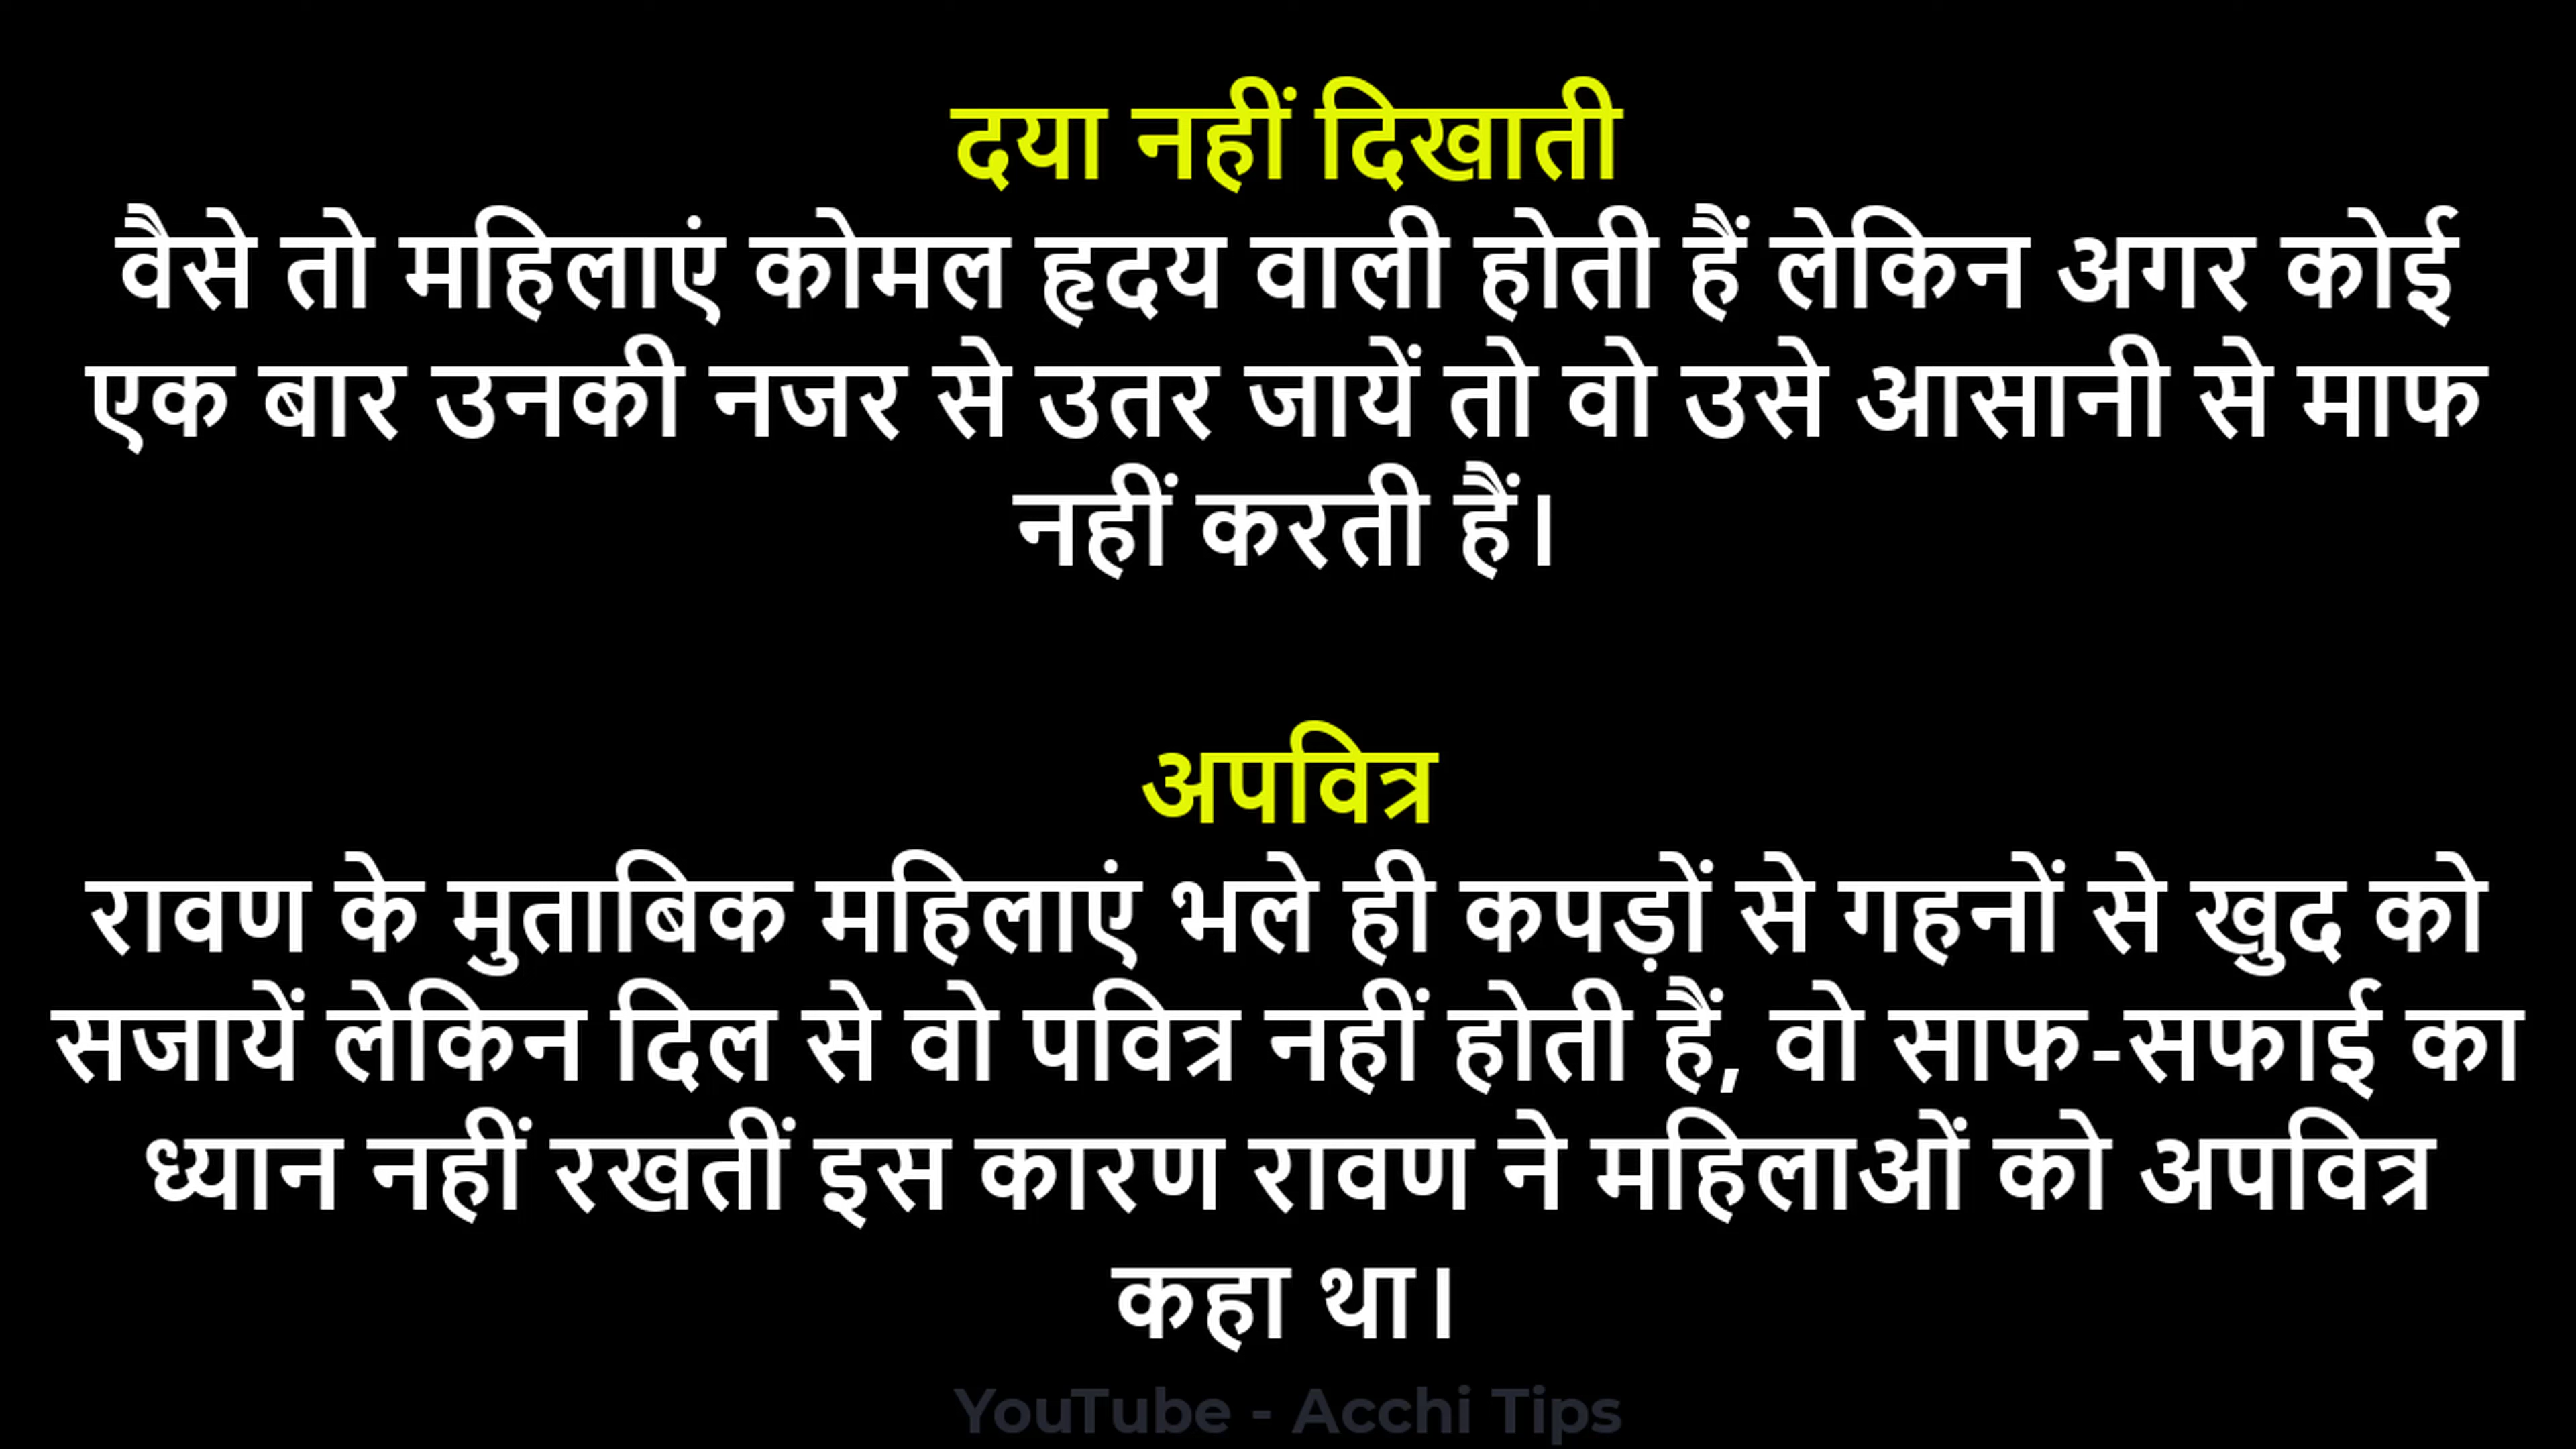 दया नहीं दिखाती
वैसे तो महिलाएं कोमल हृदय वाली होती हैं लेकिन अगर कोई
एक बार उनकी नजर से उतर जायें तो वो उसे आसानी से माफ
नहीं करती हैं।
अपवित्र
रावण के मुताबिक महिलाएं भले ही कपड़ों से गहनों से खुद को
सजायें लेकिन दिल से वो पवित्र नहीं होती हैं, वो साफ-सफाई का
ध्यान नहीं रखतीं इस कारण रावण ने महिलाओं को अपवित्र
कहा था।
YouTube - Acchi Tips